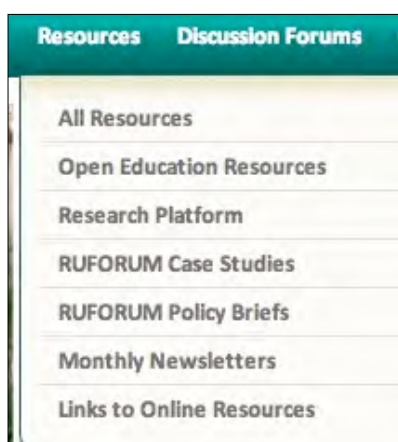 Resources Discussion Forums
All Resources
Open Education Resources
Research Platform
RUFORUM Case Studies
RUFORUM Policy Briefs
Monthly Newsletters
Links to Online Resources